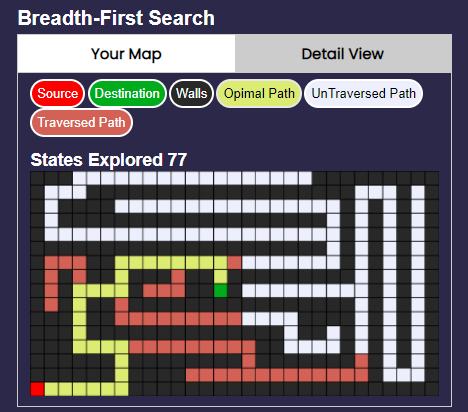 Breadth-First Search
Your Map
Detail View
Source Destination Walls Opimal Path UnTraversed Path
Traversed Path
States Explored 77